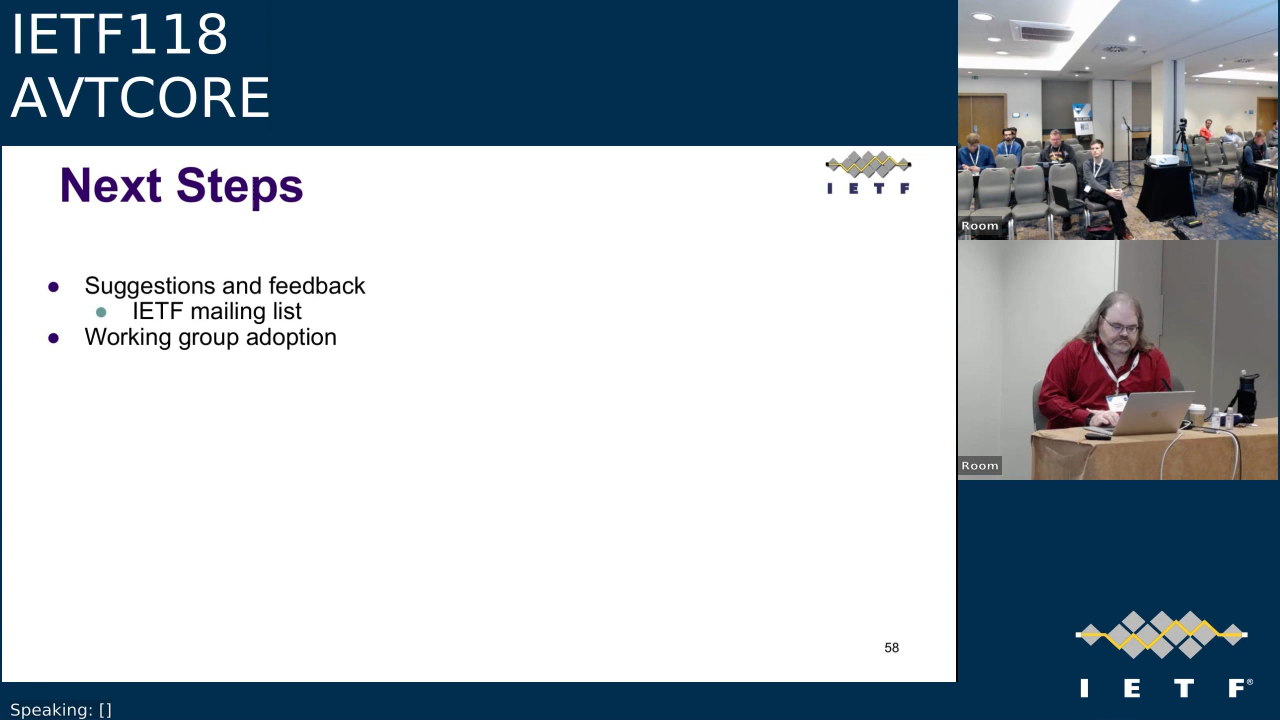 IETF118
AVTCORE
Next Steps
I E T F
● Suggestions and feedback
● IETF mailing list
● Working group adoption
58
Room
Room
I E T F®
Speaking: []